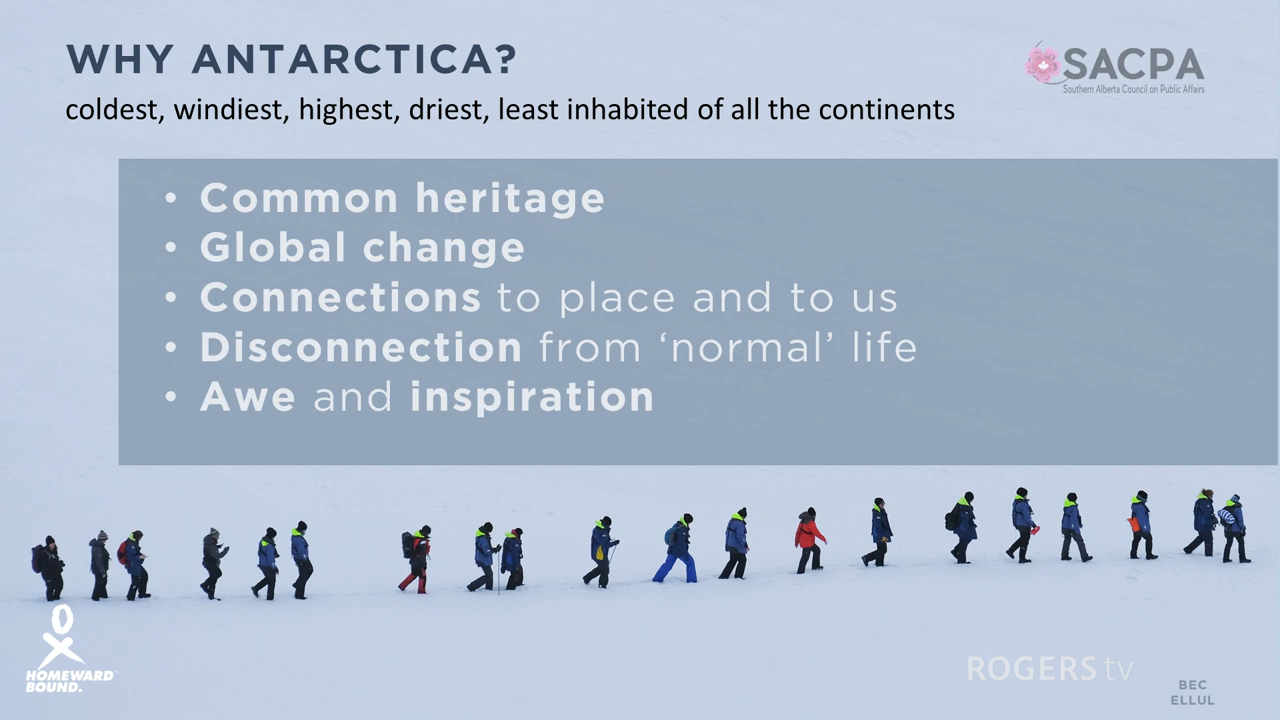 WHY ANTARCTICA?
coldest, windiest, highest, driest, least inhabited of all the continents
SACPA
Southern Alberta Council on Public Affairs
• Common heritage
• Global change
• Connections to place and to us
• Disconnection from ‘normal’ life
• Awe and inspiration
HOMEWARD
BOUND.
ROGERS tv
BEC
ELLUL